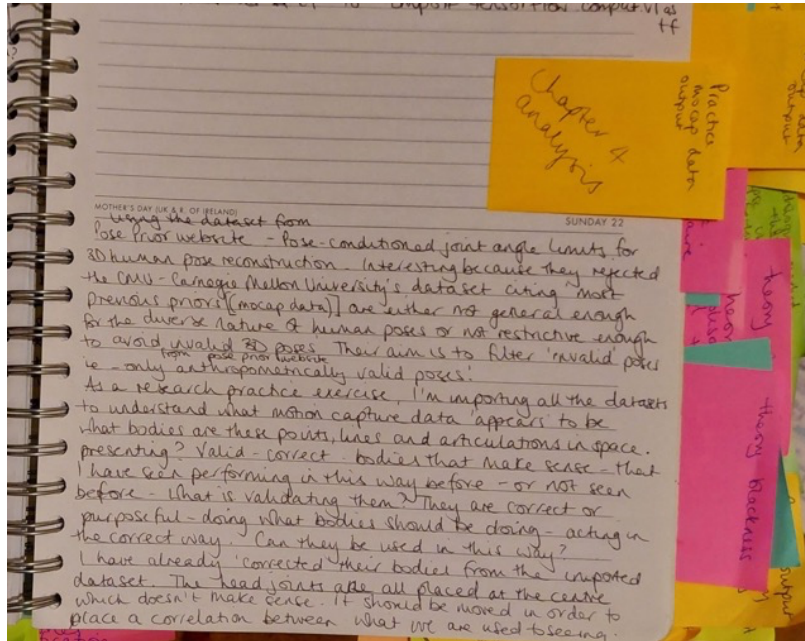 import tensorflow.compat.v1 as
tf
Chapter 4
analysis
Practice
mocap data
output
MOTHER'S DAY (UK & R. OF IRELAND)
SUNDAY 22
Using the dataset from
Pose Prior website - Pose-conditioned joint angle limits for
3D human pose reconstruction. Interesting because they rejected
the CMU - Carnegie Mellon University's dataset citing 'most
previous priors [(mocap data)] are either not general enough
for the diverse nature of human poses or not restrictive enough
to avoid invalid 3D poses. Their aim is to filter 'invalid' poses
from pose prior website
ie - only anthropometrically valid poses'.
As a research practice exercise, I'm importing all the datasets
to understand what motion capture data 'appears' to be
what bodies are these points, lines and articulations in space.
presenting? Valid - correct - bodies that make sense - that
I have seen performing in this way before - or not seen
before - what is validating them? They are correct or
purposeful - doing what bodies should be doing - acting in
the correct way. Can they be used in this way?
I have already 'corrected' their bodies from the imported
dataset. The head joints are all placed at the centre
which doesn't make sense. It should be moved in order to
place a correlation between what we are used to seeing.
theory
theory blackness
output